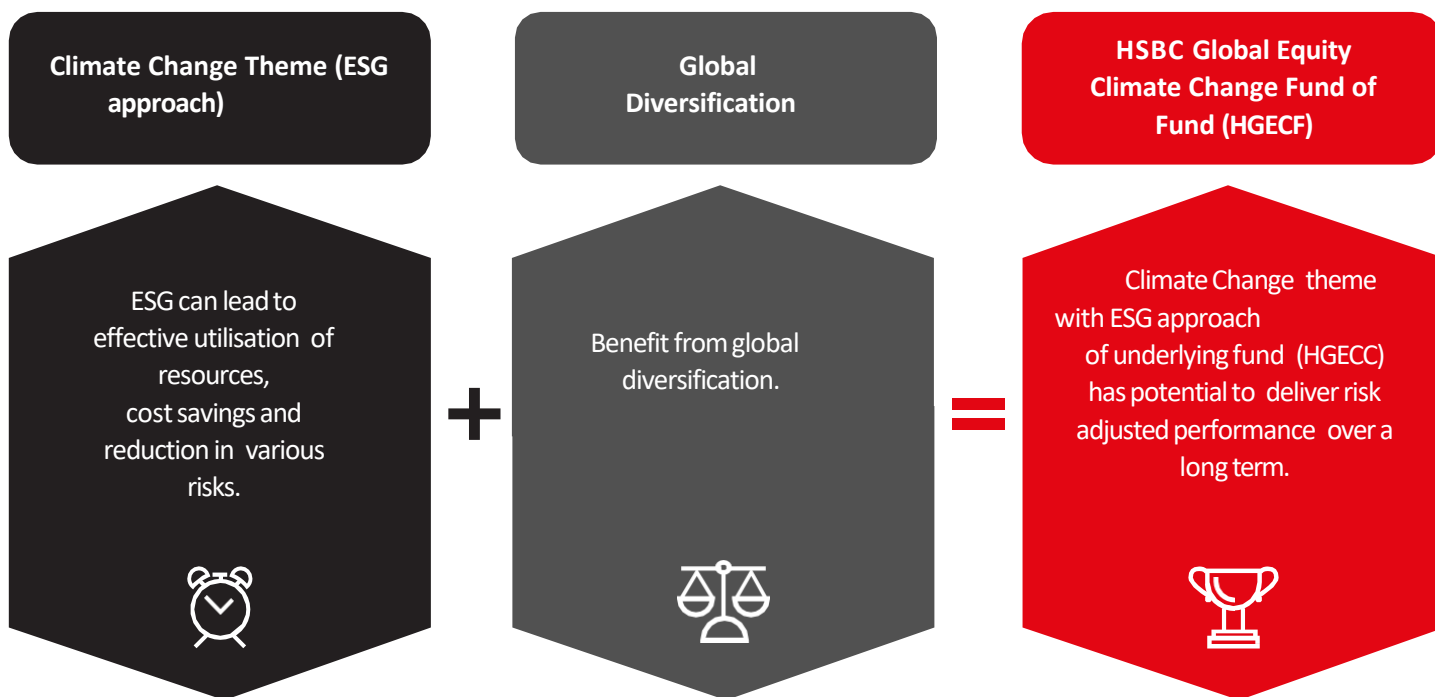 Climate Change Theme (ESG
approach)
Global
Diversification
HSBC Global Equity
Climate Change Fund of
Fund (HGECF)
ESG can lead to
effective utilisation of
resources,
cost savings and
reduction in various
risks.
+
Benefit from global
diversification.
=
Climate Change theme
with ESG approach
of underlying fund (HGECC)
has potential to deliver risk
adjusted performance over a
long term.